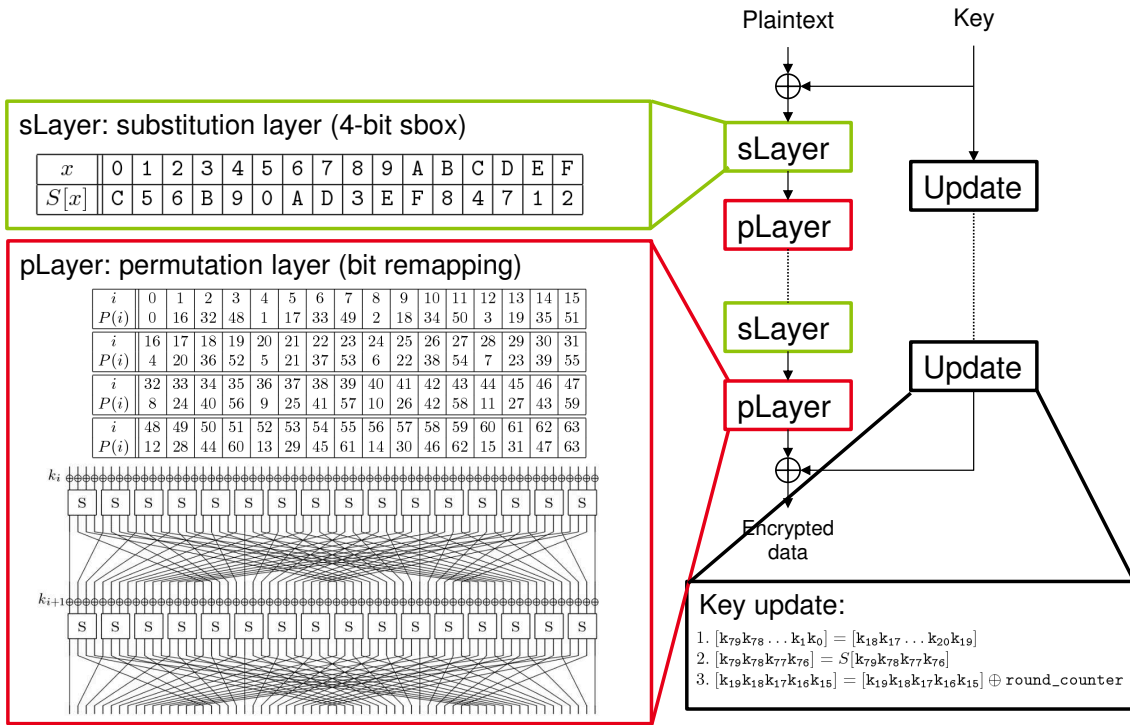 Plaintext
Key
sLayer: substitution layer (4-bit sbox)
x 0 1 2 3 4 5 6 7 8 9 A B C D E F
S[x] C 5 6 B 9 0 A D 3 E F 8 4 7 1 2
sLayer
Update
pLayer
pLayer: permutation layer (bit remapping)
i 0 1 2 3 4 5 6 7 8 9 10 11 12 13 14 15
P(i) 0 16 32 48 1 17 33 49 2 18 34 50 3 19 35 51
i 16 17 18 19 20 21 22 23 24 25 26 27 28 29 30 31
P(i) 4 20 36 52 5 21 37 53 6 22 38 54 7 23 39 55
i 32 33 34 35 36 37 38 39 40 41 42 43 44 45 46 47
P(i) 8 24 40 56 9 25 41 57 10 26 42 58 11 27 43 59
i 48 49 50 51 52 53 54 55 56 57 58 59 60 61 62 63
P(i) 12 28 44 60 13 29 45 61 14 30 46 62 15 31 47 63
sLayer
Update
pLayer
k_i
S S S S S S S S S S S S S S S S
k_{i+1}
S S S S S S S S S S S S S S S S
Encrypted
data
Key update:
1. [k₇₉k₇₈ … k₁k₀] = [k₁₈k₁₇ … k₂₀k₁₉]
2. [k₇₉k₇₈k₇₇k₇₆] = S[k₇₉k₇₈k₇₇k₇₆]
3. [k₁₉k₁₈k₁₇k₁₆k₁₅] = [k₁₉k₁₈k₁₇k₁₆k₁₅] ⊕ round_counter